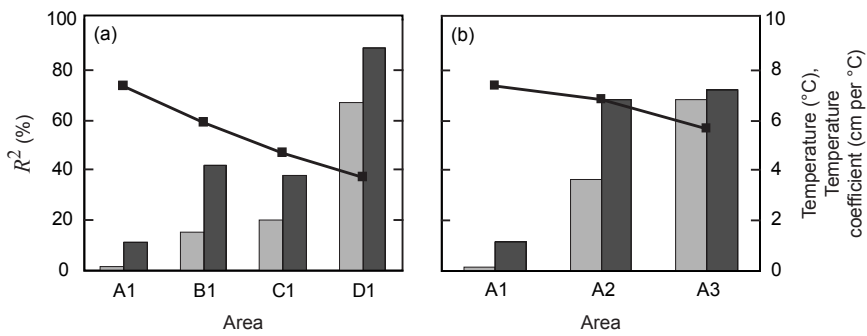 100
80
60
40
20
0
R² (%)
(a)
A1 B1 C1 D1
Area
(b)
A1 A2 A3
Area
10
8
6
4
2
0
Temperature (°C),
Temperature
coefficient (cm per °C)